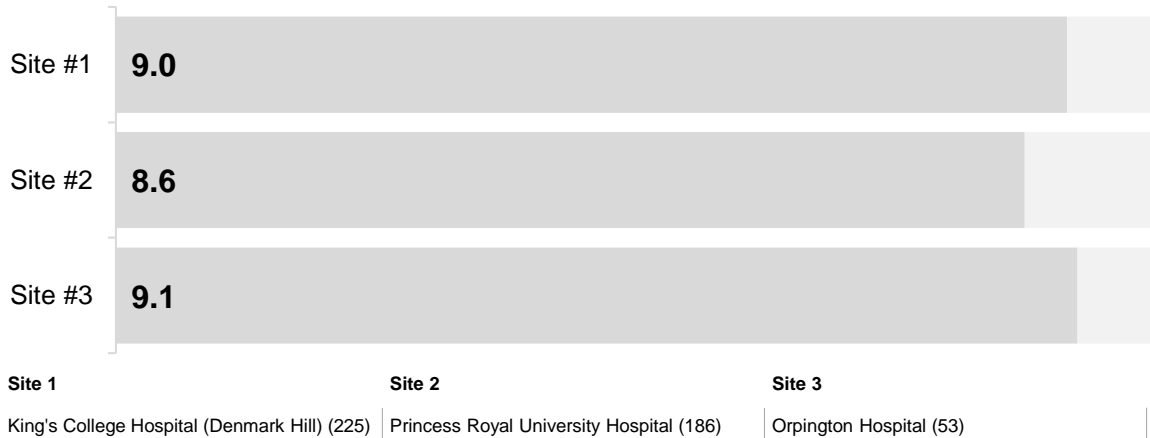 Site #1 9.0
Site #2 8.6
Site #3 9.1
Site 1 Site 2 Site 3
King's College Hospital (Denmark Hill) (225) Princess Royal University Hospital (186) Orpington Hospital (53)